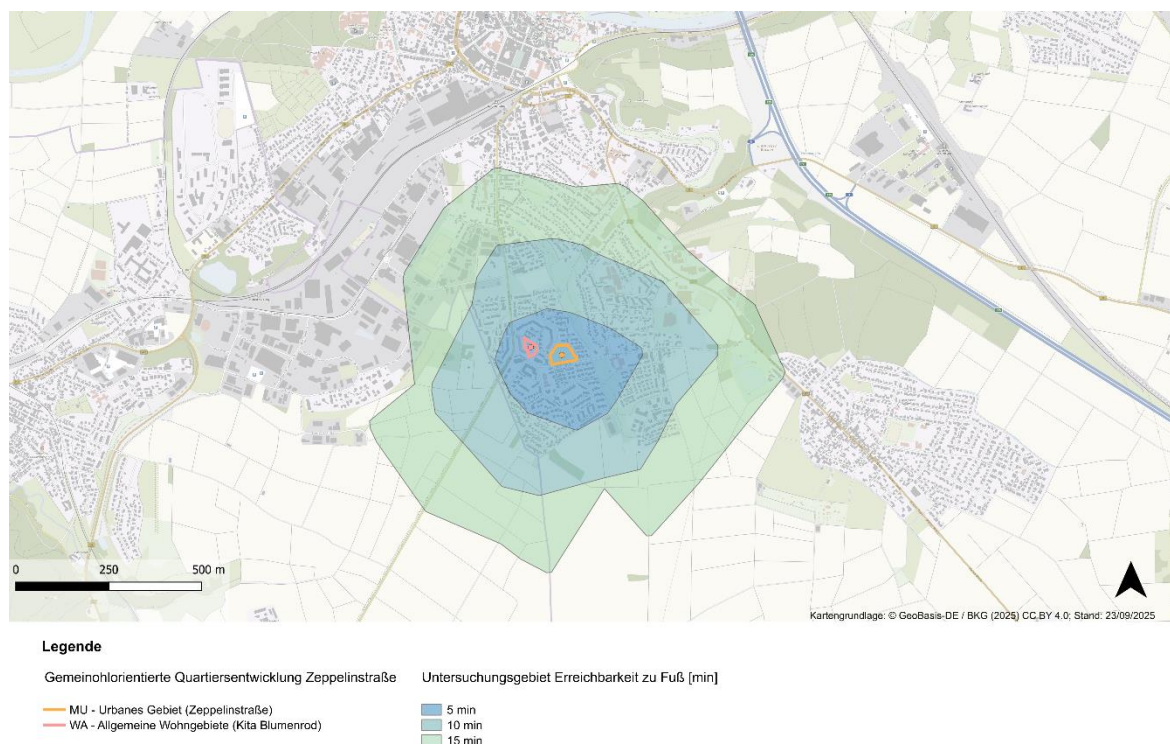 0 250 500 m
Kartengrundlage: © GeoBasis-DE / BKG (2025) CC BY 4.0; Stand: 23/09/2025
Legende
Gemeinohlorientierte Quartiersentwicklung Zeppelinstraße
MU - Urbanes Gebiet (Zeppelinstraße)
WA - Allgemeine Wohngebiete (Kita Blumenrod)
Untersuchungsgebiet Erreichbarkeit zu Fuß [min]
5 min
10 min
15 min